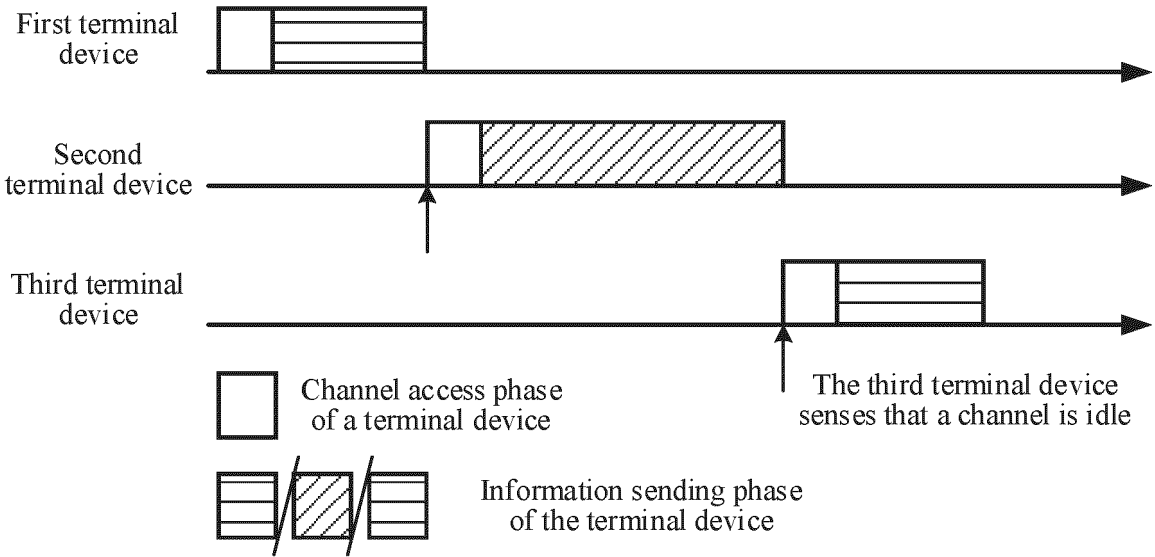 First terminal
device
Second
terminal device
Third terminal
device
Channel access phase
of a terminal device
The third terminal device
senses that a channel is idle
Information sending phase
of the terminal device